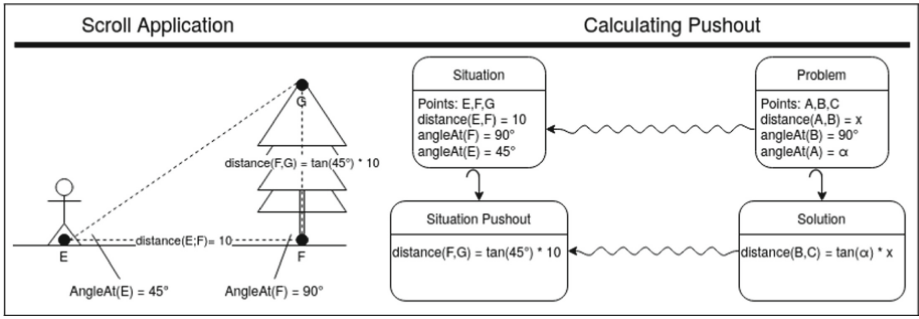 Scroll Application
G
distance(F,G) = tan(45°) * 10
distance(E;F)= 10
E
F
AngleAt(E) = 45°
AngleAt(F) = 90°
Calculating Pushout
Situation
Points: E,F,G
distance(E,F) = 10
angleAt(F) = 90°
angleAt(E) = 45°
Problem
Points: A,B,C
distance(A,B) = x
angleAt(B) = 90°
angleAt(A) = α
Situation Pushout
distance(F,G) = tan(45°) * 10
Solution
distance(B,C) = tan(α) * x